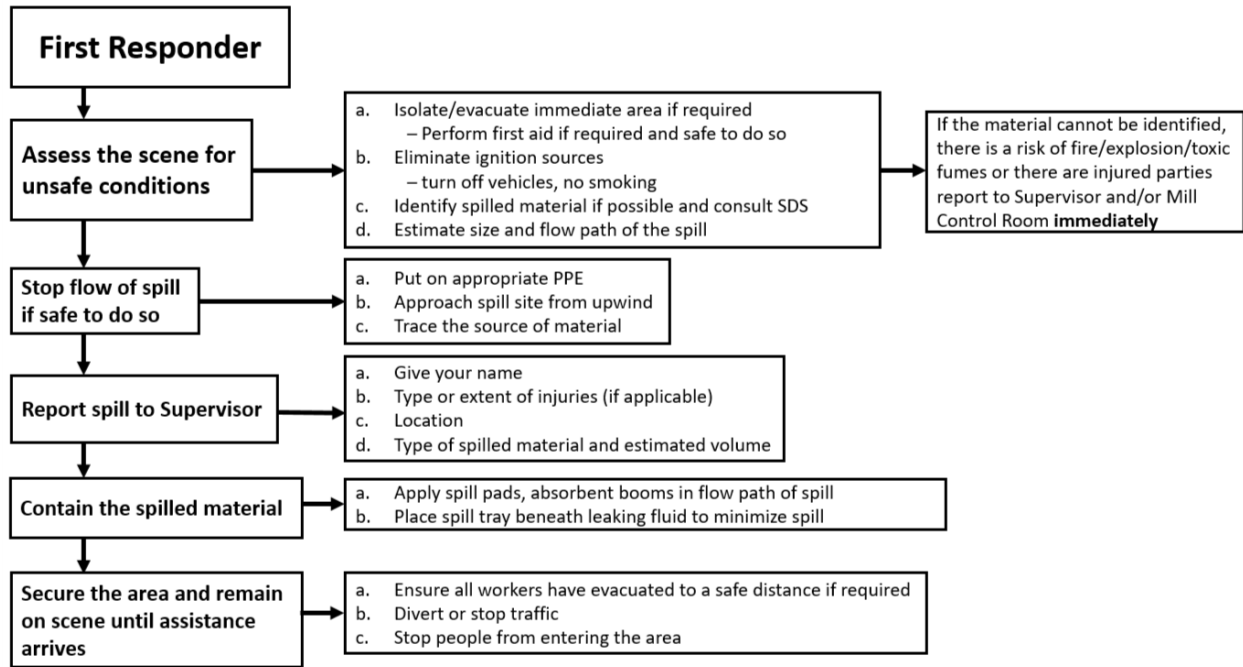 First Responder
Assess the scene for
unsafe conditions
a. Isolate/evacuate immediate area if required
– Perform first aid if required and safe to do so
b. Eliminate ignition sources
– turn off vehicles, no smoking
c. Identify spilled material if possible and consult SDS
d. Estimate size and flow path of the spill
If the material cannot be identified,
there is a risk of fire/explosion/toxic
fumes or there are injured parties
report to Supervisor and/or Mill
Control Room immediately
Stop flow of spill
if safe to do so
a. Put on appropriate PPE
b. Approach spill site from upwind
c. Trace the source of material
Report spill to Supervisor
a. Give your name
b. Type or extent of injuries (if applicable)
c. Location
d. Type of spilled material and estimated volume
Contain the spilled material
a. Apply spill pads, absorbent booms in flow path of spill
b. Place spill tray beneath leaking fluid to minimize spill
Secure the area and remain
on scene until assistance
arrives
a. Ensure all workers have evacuated to a safe distance if required
b. Divert or stop traffic
c. Stop people from entering the area